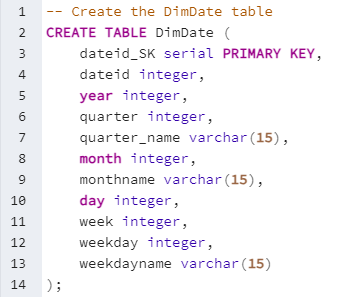 1 -- Create the DimDate table
2 CREATE TABLE DimDate (
3 dateid_SK serial PRIMARY KEY,
4 dateid integer,
5 year integer,
6 quarter integer,
7 quarter_name varchar(15),
8 month integer,
9 monthname varchar(15),
10 day integer,
11 week integer,
12 weekday integer,
13 weekdayname varchar(15)
14 );